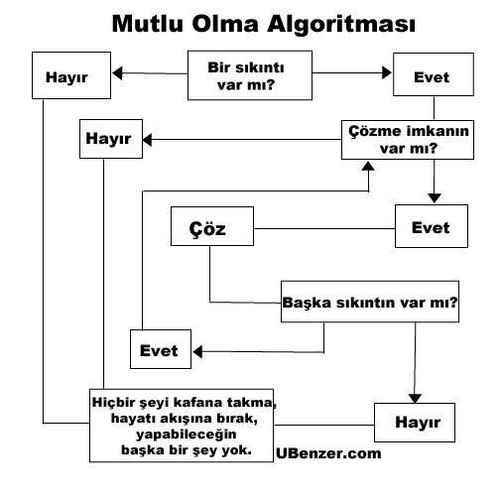 Mutlu Olma Algoritması
Bir sıkıntı
var mı?
Hayır
Evet
Çözme imkanın
var mı?
Hayır
Evet
Çöz
Başka sıkıntın var mı?
Evet
Hayır
Hiçbir şeyi kafana takma,
hayatı akışına bırak,
yapabileceğin
başka bir şey yok.
UBenzer.com